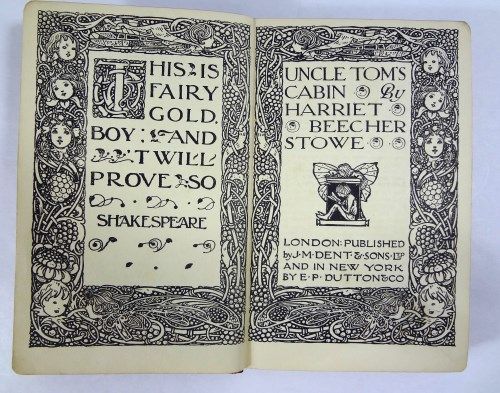 THIS IS
FAIRY
GOLD,
BOY: AND
'T WILL
PROVE SO
SHAKESPEARE
UNCLE TOM'S
CABIN By
HARRIET
BEECHER
STOWE
LONDON: PUBLISHED
by J. M. DENT & SONS LTD
AND IN NEW YORK
BY E. P. DUTTON & CO